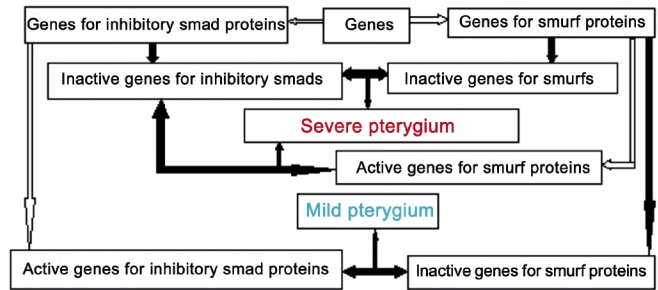 Genes for inhibitory smad proteins
Genes
Genes for smurf proteins
Inactive genes for inhibitory smads
Inactive genes for smurfs
Severe pterygium
Active genes for smurf proteins
Mild pterygium
Active genes for inhibitory smad proteins
Inactive genes for smurf proteins